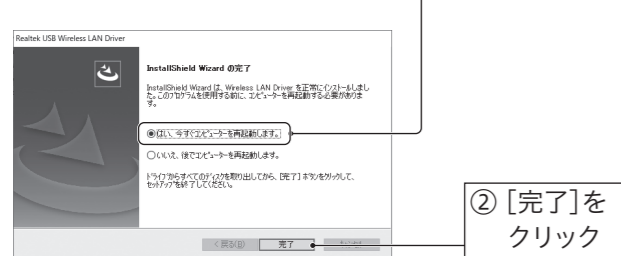 Realtek USB Wireless LAN Driver
InstallShield Wizard の完了
InstallShield Wizard は、Wireless LAN Driver を正常にインストールしまし
た。このプログラムを使用する前に、コンピューターを再起動する必要がありま
す。
はい、今すぐコンピューターを再起動します。
いいえ、後でコンピューターを再起動します。
ドライブからすべてのディスクを取り出してから、[完了] ボタンをクリックして、
セットアップを終了してください。
< 戻る(B)
完了
② [完了]を
クリック